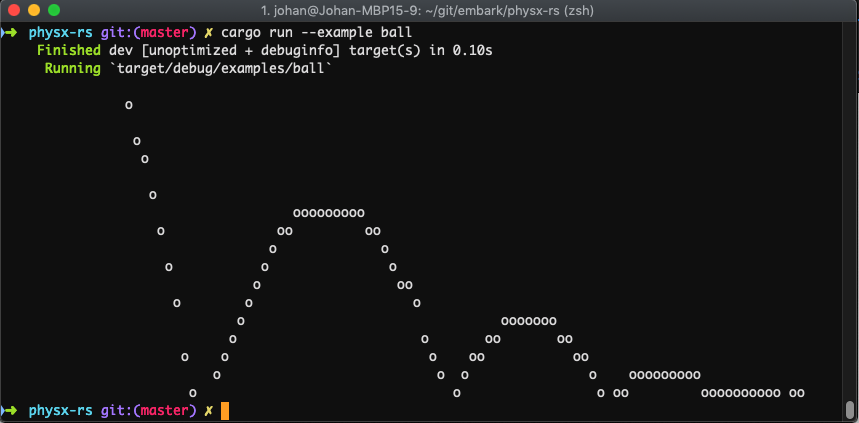 1. johan@Johan-MBP15-9: ~/git/embark/physx-rs (zsh)
➜ physx-rs git:(master) ✗ cargo run --example ball
Finished dev [unoptimized + debuginfo] target(s) in 0.10s
Running `target/debug/examples/ball`
o
o
o
o
ooooooooo
o oo oo
o o
o o o
o oo
o o o
o ooooooo
o o oo oo
o o o oo oo
o o o o ooooooooo
o o o oo oooooooooo oo
➜ physx-rs git:(master) ✗